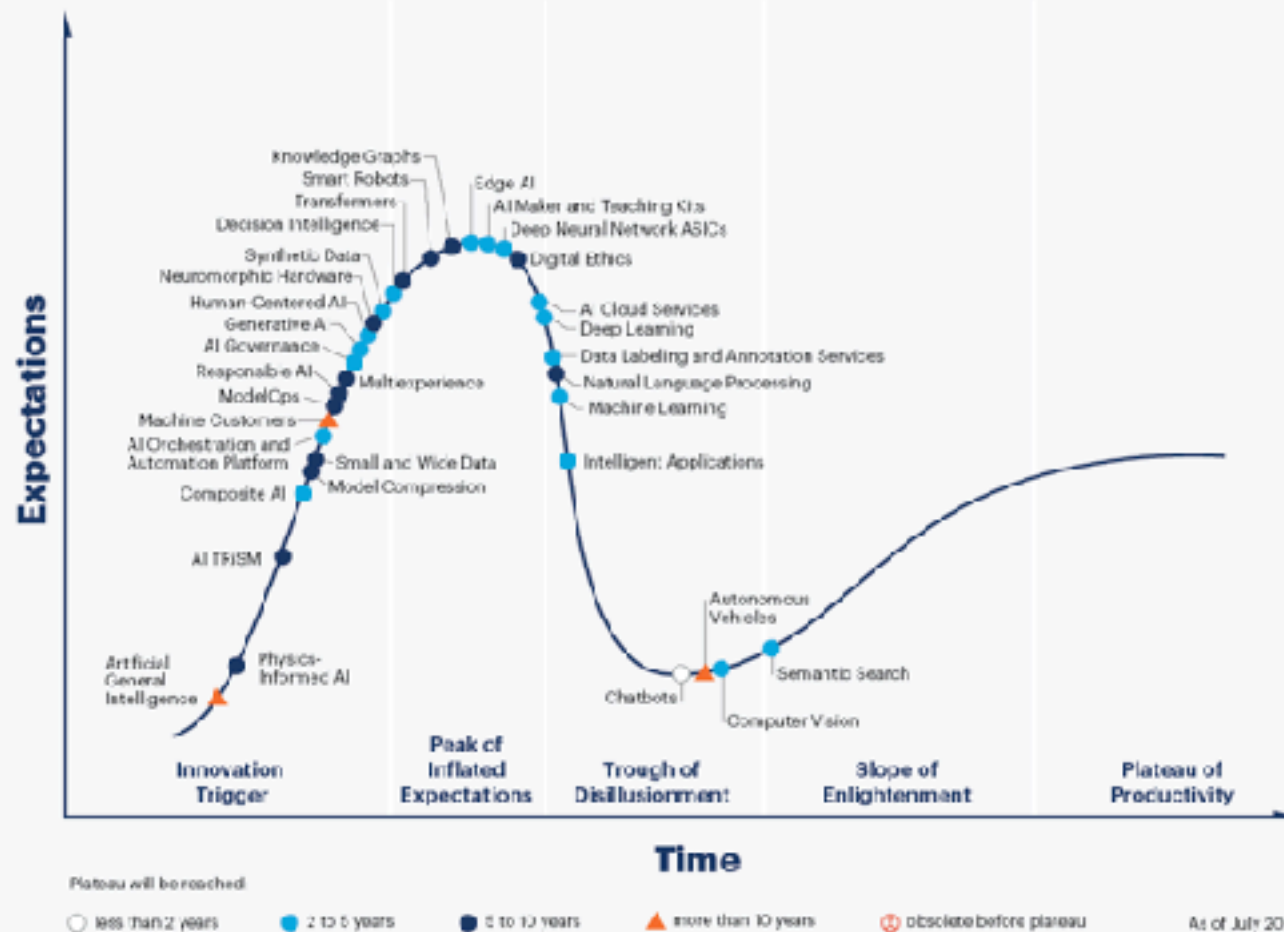 Knowledge Graphs
Smart Robots
Transformers
Decision Intelligence
Synthetic Data
Neuromorphic Hardware
Human-Centered AI
Generative AI
AI Governance
Responsible AI
ModelOps
Machine Customers
AI Orchestration and
Automation Platform
Composite AI
AI TRiSM
Artificial
General
Intelligence
Physics-
Informed AI
Multiexperience
Small and Wide Data
Model Compression
Edge AI
AI Maker and Teaching Kits
Deep Neural Network ASICs
Digital Ethics
AI Cloud Services
Deep Learning
Data Labeling and Annotation Services
Natural Language Processing
Machine Learning
Intelligent Applications
Autonomous
Vehicles
Chatbots
Semantic Search
Computer Vision
Expectations
Innovation
Trigger
Peak of
Inflated
Expectations
Trough of
Disillusionment
Slope of
Enlightenment
Plateau of
Productivity
Time
Plateau will be reached:
less than 2 years
2 to 5 years
5 to 10 years
more than 10 years
obsolete before plateau
As of July 20